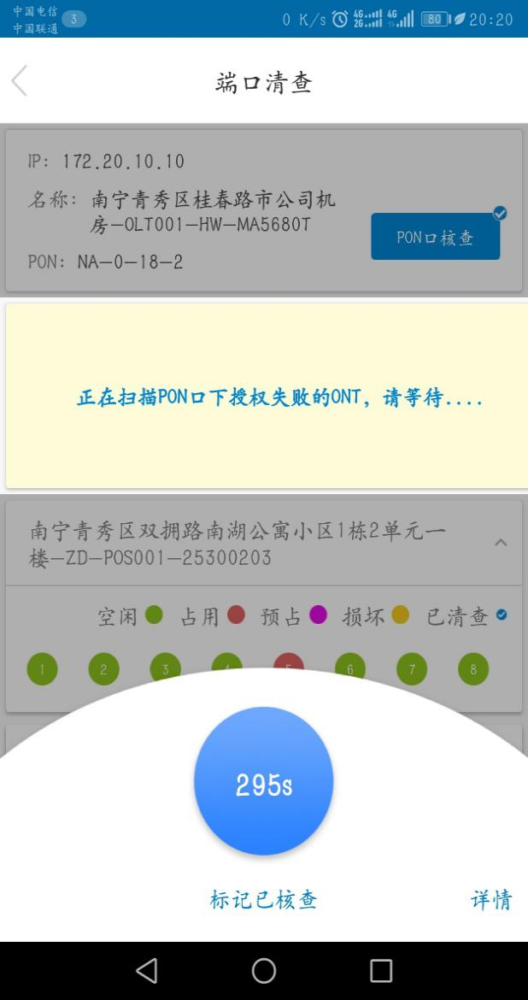 中国电信
中国联通
3
0 K/s 4G 2G 4G 80 20:20
端口清查
IP: 172.20.10.10
名称: 南宁青秀区桂春路市公司机
房-OLT001-HW-MA5680T
PON口核查
PON: NA-0-18-2
正在扫描PON口下授权失败的ONT, 请等待....
南宁青秀区双拥路南湖公寓小区1栋2单元一
楼-ZD-POS001-25300203
空闲 占用 预占 损坏 已清查
1 2 3 4 5 6 7 8
295s
标记已核查
详情